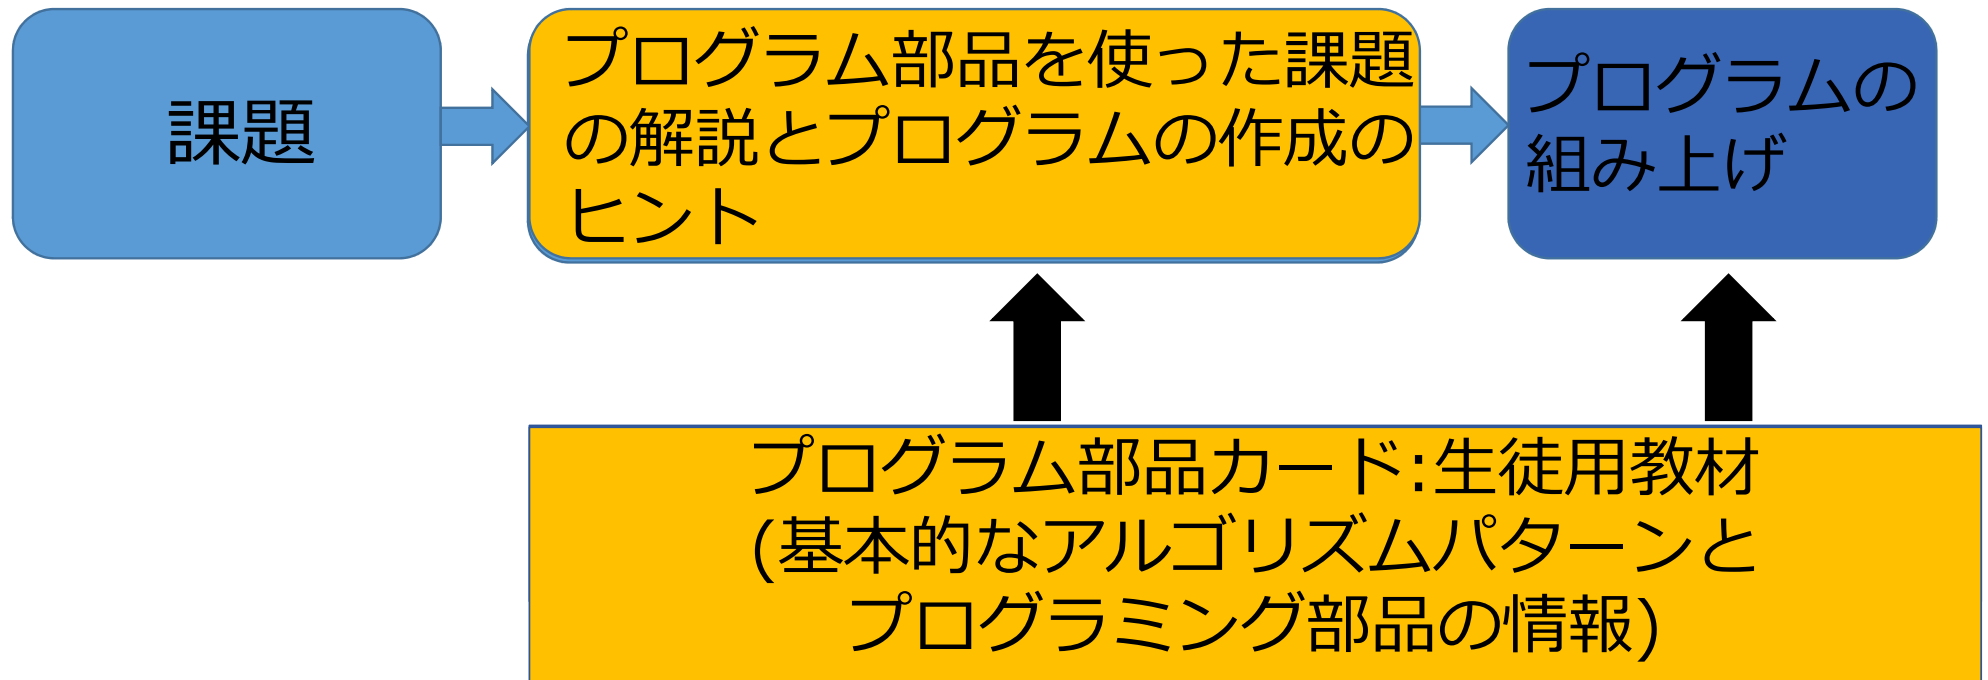 課題
プログラム部品を使った課題
の解説とプログラムの作成の
ヒント
プログラムの
組み上げ
プログラム部品カード:生徒用教材
(基本的なアルゴリズムパターンと
プログラミング部品の情報)